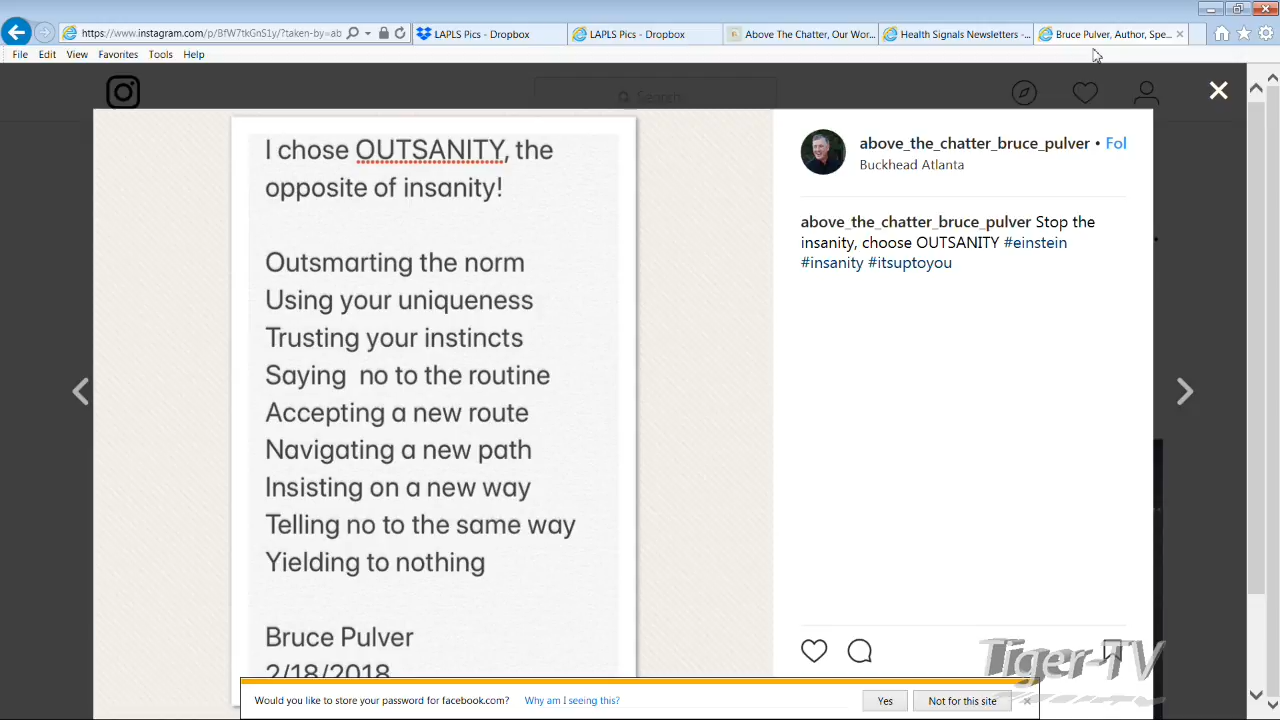 https://www.instagram.com/p/BfW7tkGnS1y/?taken-by=ab
LAPLS Pics - Dropbox
LAPLS Pics - Dropbox
Above The Chatter, Our Wor...
Health Signals Newsletters -...
Bruce Pulver, Author, Spe...
File Edit View Favorites Tools Help
Search
I chose OUTSANITY, the
opposite of insanity!
Outsmarting the norm
Using your uniqueness
Trusting your instincts
Saying no to the routine
Accepting a new route
Navigating a new path
Insisting on a new way
Telling no to the same way
Yielding to nothing
Bruce Pulver
2/18/2018
above_the_chatter_bruce_pulver • Fol
Buckhead Atlanta
above_the_chatter_bruce_pulver Stop the
insanity, choose OUTSANITY #einstein
#insanity #itsuptoyou
Tiger-TV
Would you like to store your password for facebook.com? Why am I seeing this? Yes Not for this site